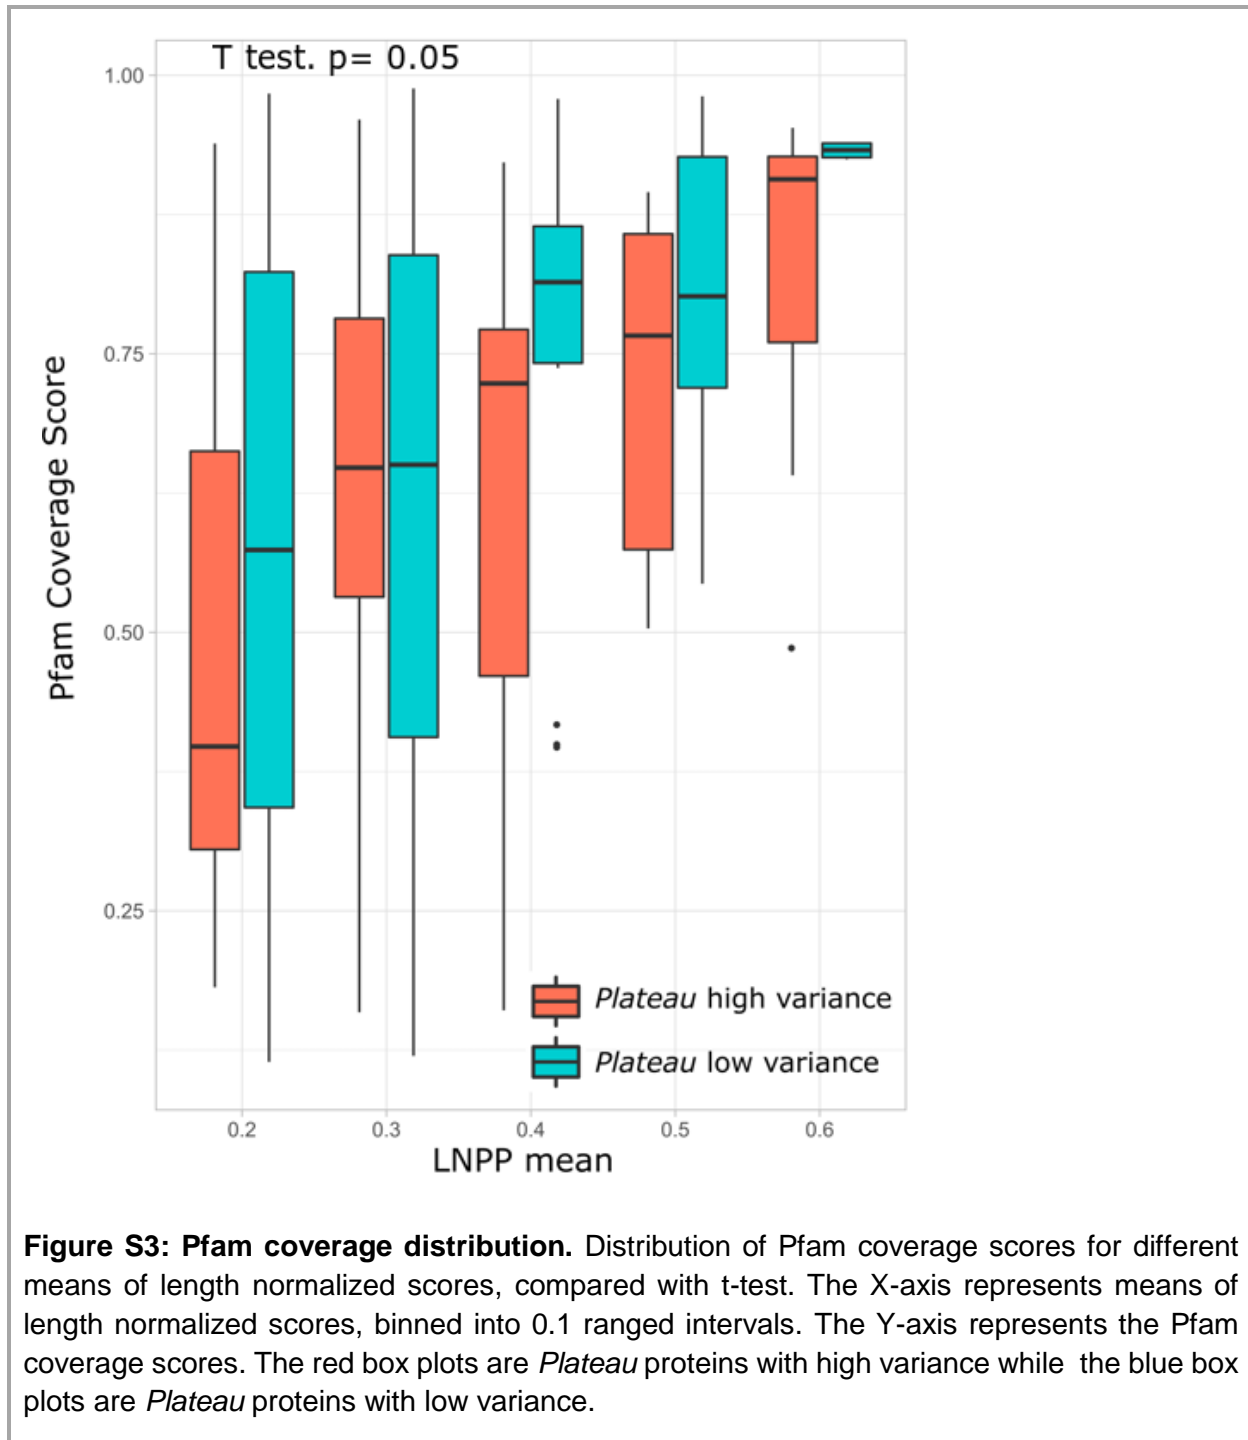 T test. p= 0.05
1.00
0.75
0.50
0.25
Pfam Coverage Score
Plateau high variance
Plateau low variance
0.2 0.3 0.4 0.5 0.6
LNPP mean
Figure S3: Pfam coverage distribution. Distribution of Pfam coverage scores for different
means of length normalized scores, compared with t-test. The X-axis represents means of
length normalized scores, binned into 0.1 ranged intervals. The Y-axis represents the Pfam
coverage scores. The red box plots are Plateau proteins with high variance while the blue box
plots are Plateau proteins with low variance.